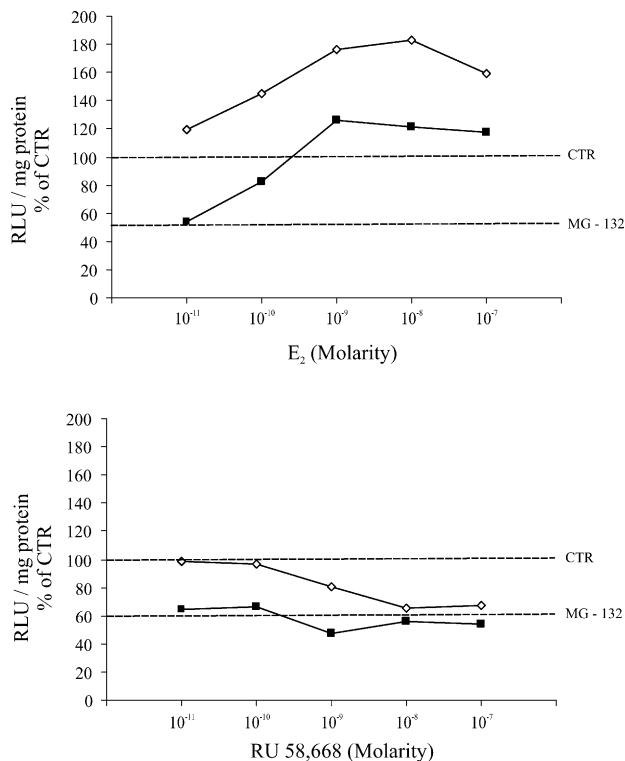 RLU / mg protein
% of CTR
200
180
160
140
120
100
80
60
40
20
0
CTR
MG - 132
10⁻¹¹ 10⁻¹⁰ 10⁻⁹ 10⁻⁸ 10⁻⁷
E₂ (Molarity)
RLU / mg protein
% of CTR
200
180
160
140
120
100
80
60
40
20
0
CTR
MG - 132
10⁻¹¹ 10⁻¹⁰ 10⁻⁹ 10⁻⁸ 10⁻⁷
RU 58,668 (Molarity)